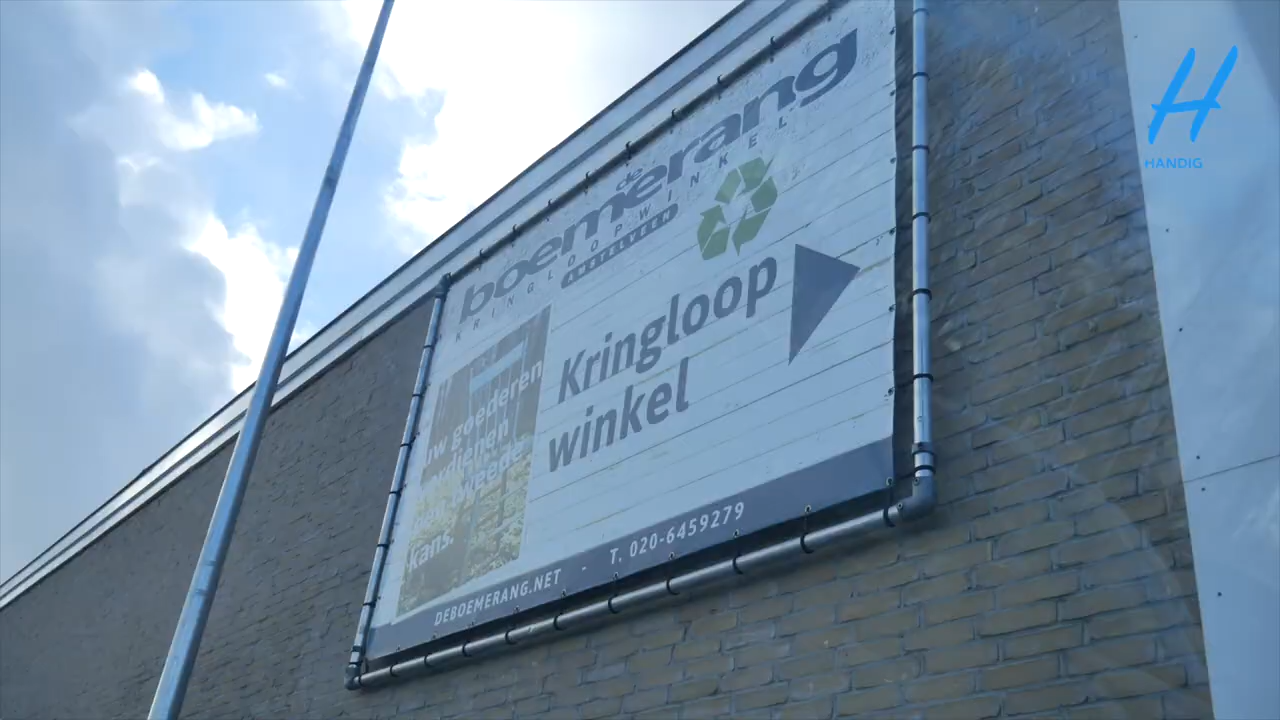 de
boemerang
KRINGLOOPWINKEL
AMSTELVEEN
Kringloop
winkel
Uw goederen
verdienen
een tweede
kans.
DEBOEMERANG.NET - T. 020-6459279
H
HANDIG